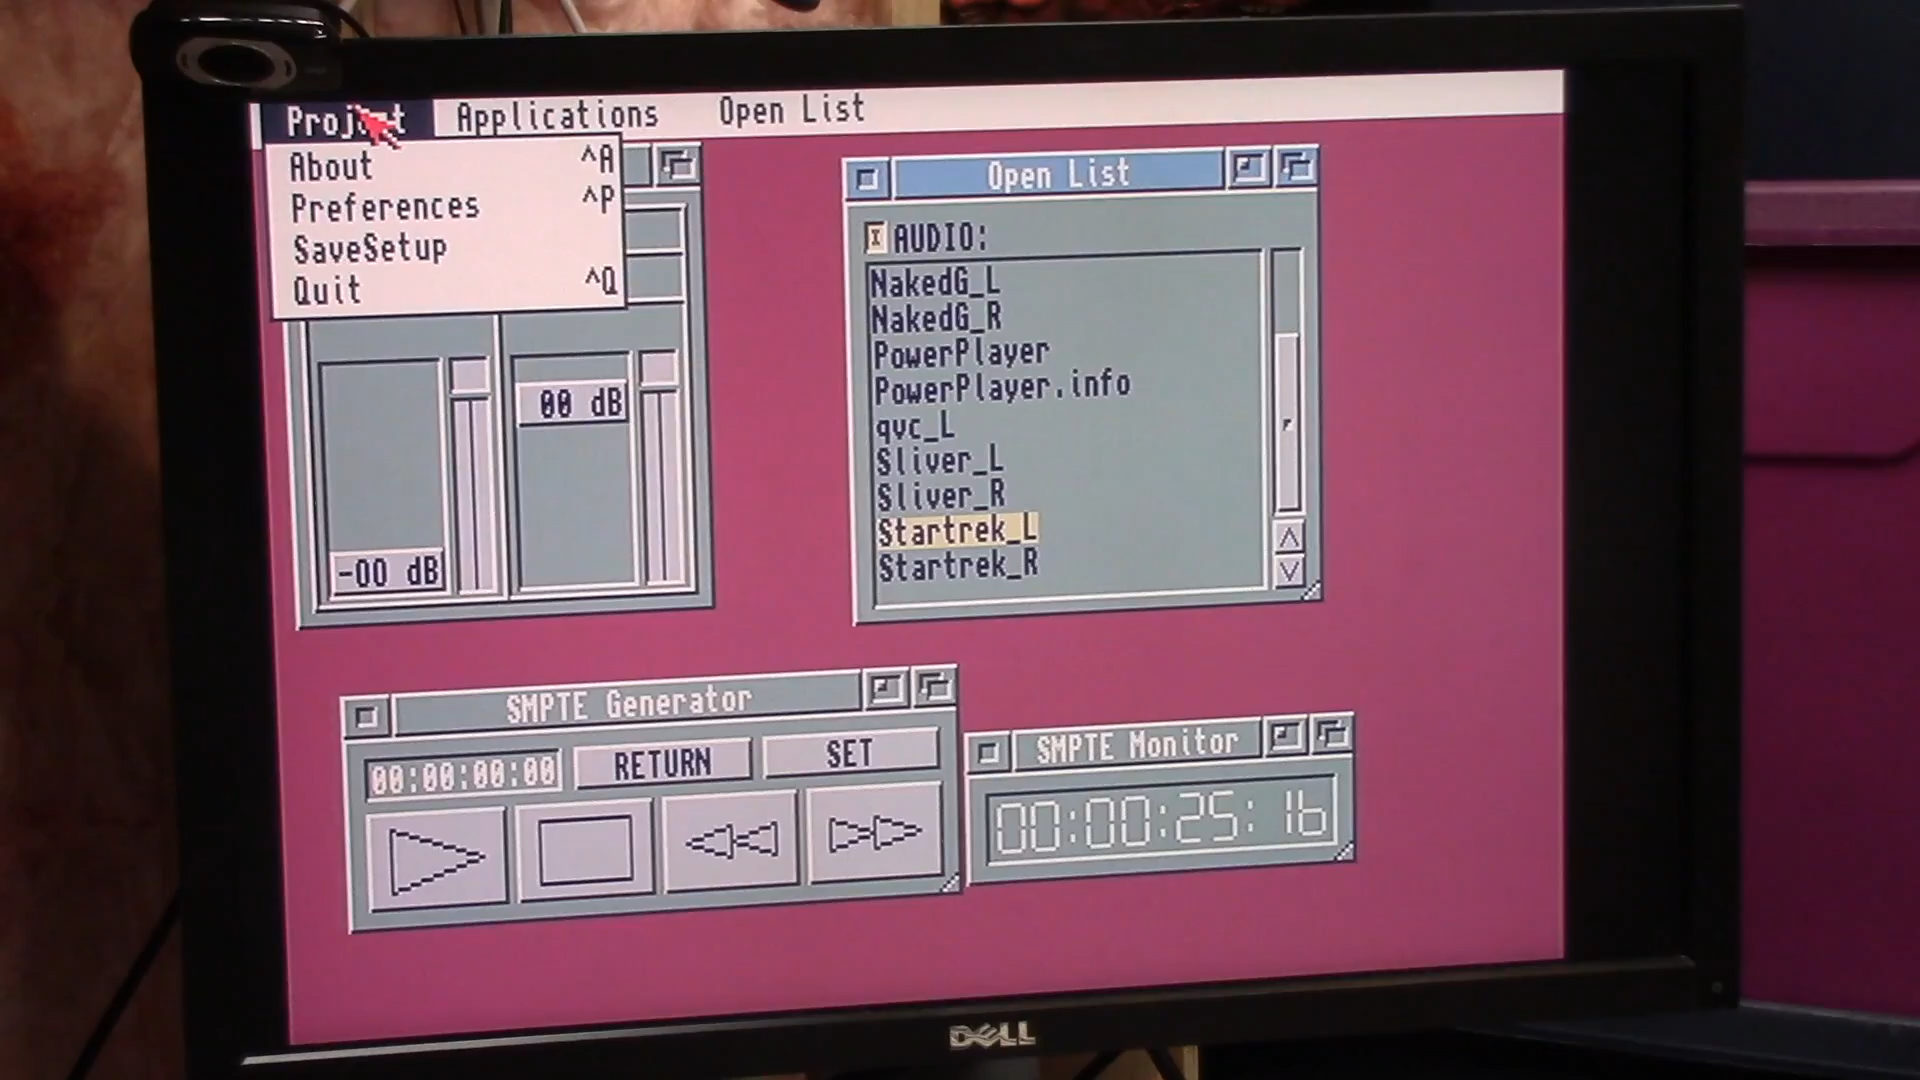 Project Applications Open List
About ^A
Preferences ^P
SaveSetup
Quit ^Q
-00 dB
00 dB
Open List
AUDIO:
NakedG_L
NakedG_R
PowerPlayer
PowerPlayer.info
qvc_L
Sliver_L
Sliver_R
Startrek_L
Startrek_R
SMPTE Generator
00:00:00:00 RETURN SET
SMPTE Monitor
00:00:25:16
DELL